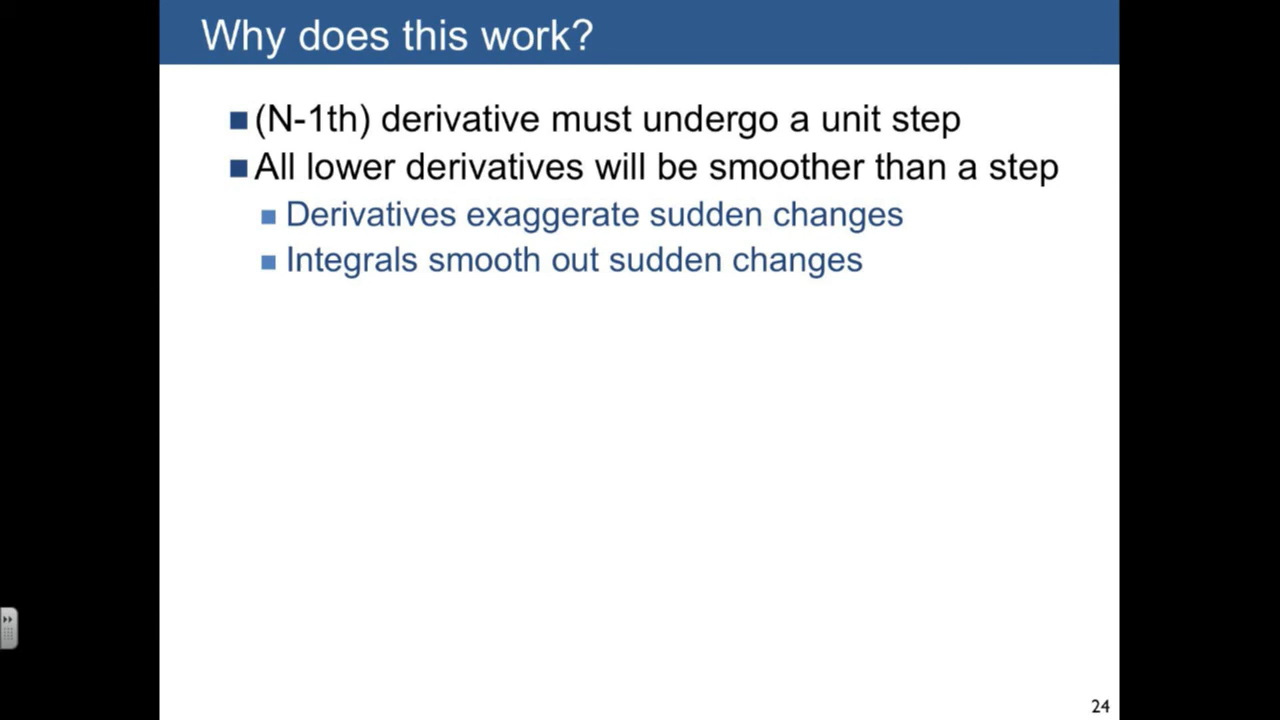 Why does this work?
(N-1th) derivative must undergo a unit step
All lower derivatives will be smoother than a step
Derivatives exaggerate sudden changes
Integrals smooth out sudden changes
24